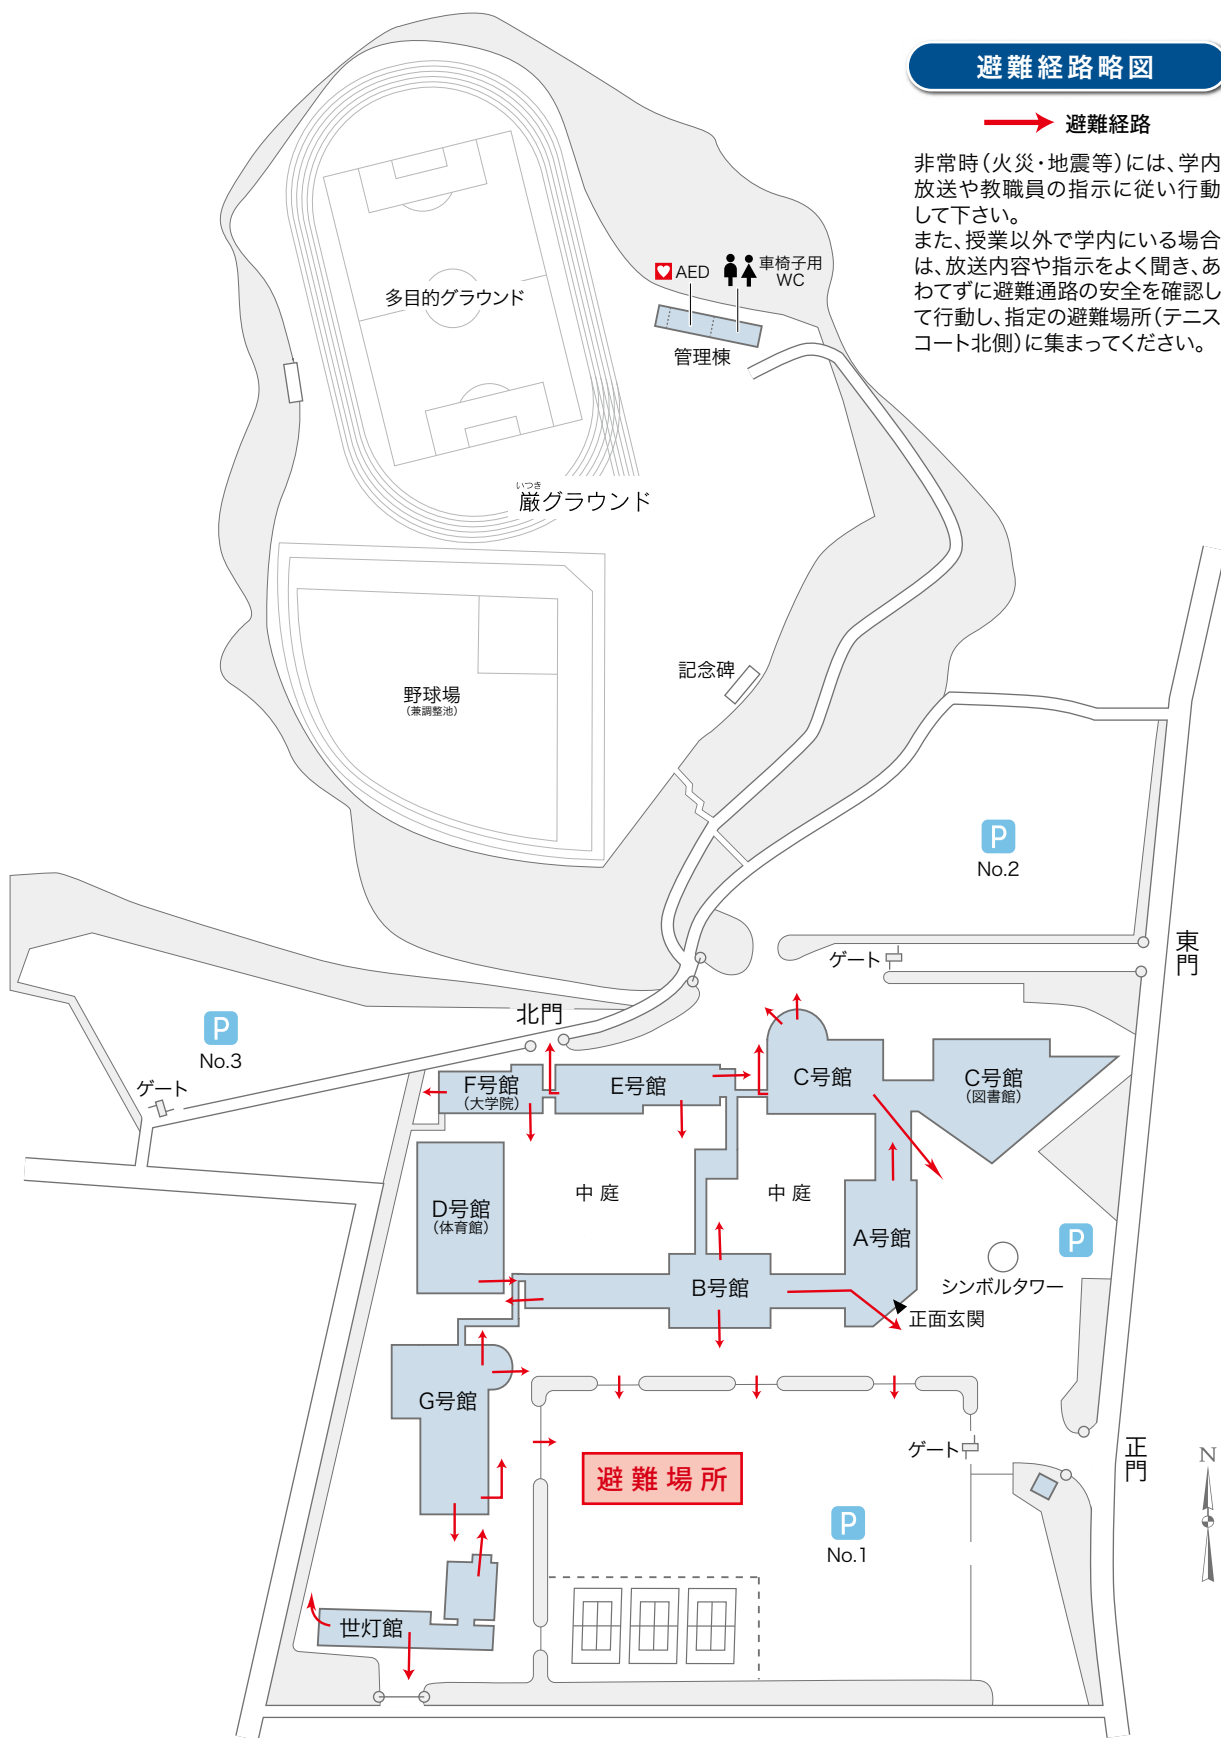 避難経路略図
避難経路
非常時(火災・地震等)には、学内
放送や教職員の指示に従い行動
して下さい。
また、授業以外で学内にいる場合
は、放送内容や指示をよく聞き、あ
わてずに避難通路の安全を確認し
て行動し、指定の避難場所(テニス
コート北側)に集まってください。
AED
車椅子用
WC
管理棟
多目的グラウンド
いつき
厳グラウンド
野球場
(兼調整池)
記念碑
P
No.2
東門
ゲート
北門
P
No.3
ゲート
F号館
(大学院)
E号館
C号館
C号館
(図書館)
D号館
(体育館)
中庭
中庭
A号館
P
シンボルタワー
B号館
正面玄関
G号館
ゲート
正門
N
避難場所
P
No.1
世灯館